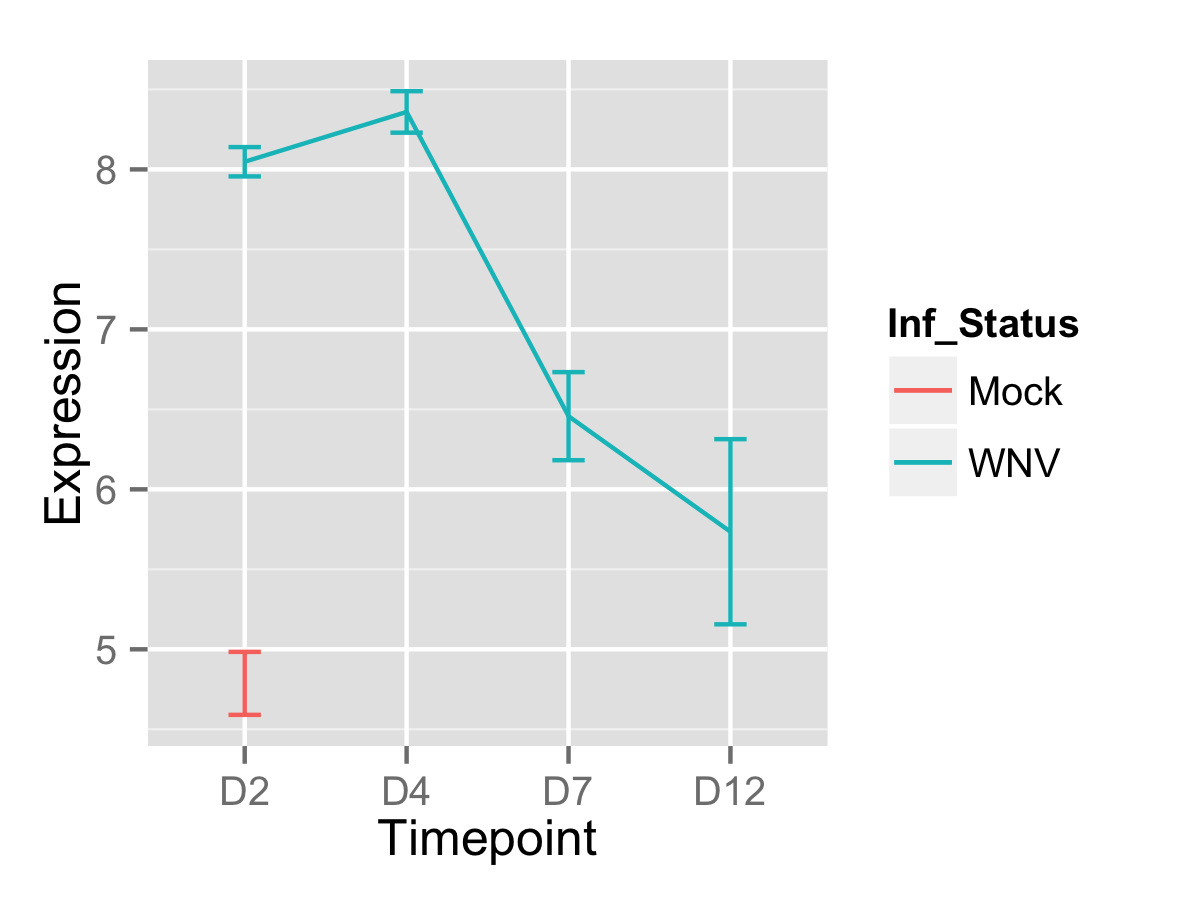 8
7
6
5
Expression
D2 D4 D7 D12
Timepoint
Inf_Status
Mock
WNV